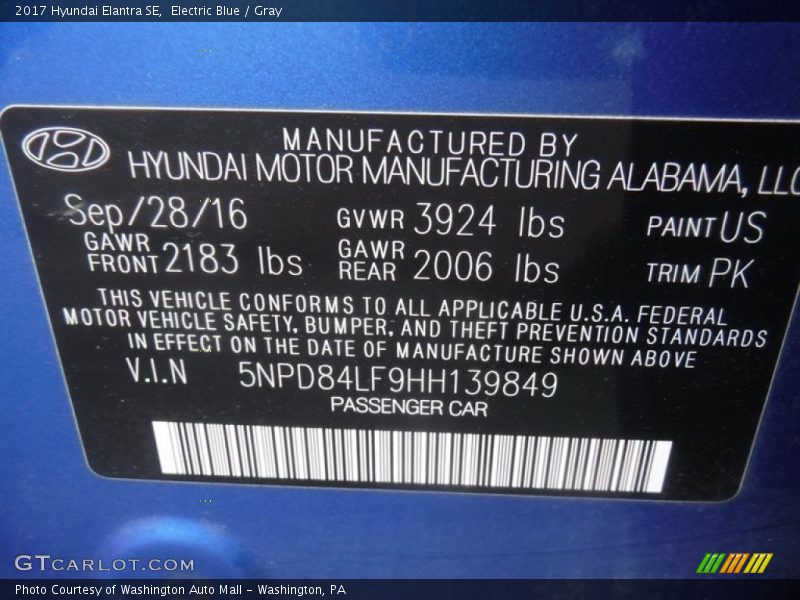 2017 Hyundai Elantra SE,  Electric Blue / Gray
MANUFACTURED BY
HYUNDAI MOTOR MANUFACTURING ALABAMA, LLC
Sep/28/16 GVWR 3924 lbs PAINT US
GAWR FRONT 2183 lbs GAWR REAR 2006 lbs TRIM PK
THIS VEHICLE CONFORMS TO ALL APPLICABLE U.S.A. FEDERAL
MOTOR VEHICLE SAFETY, BUMPER, AND THEFT PREVENTION STANDARDS
IN EFFECT ON THE DATE OF MANUFACTURE SHOWN ABOVE
V.I.N 5NPD84LF9HH139849
PASSENGER CAR
GTCARLOT.COM
Photo Courtesy of Washington Auto Mall - Washington, PA